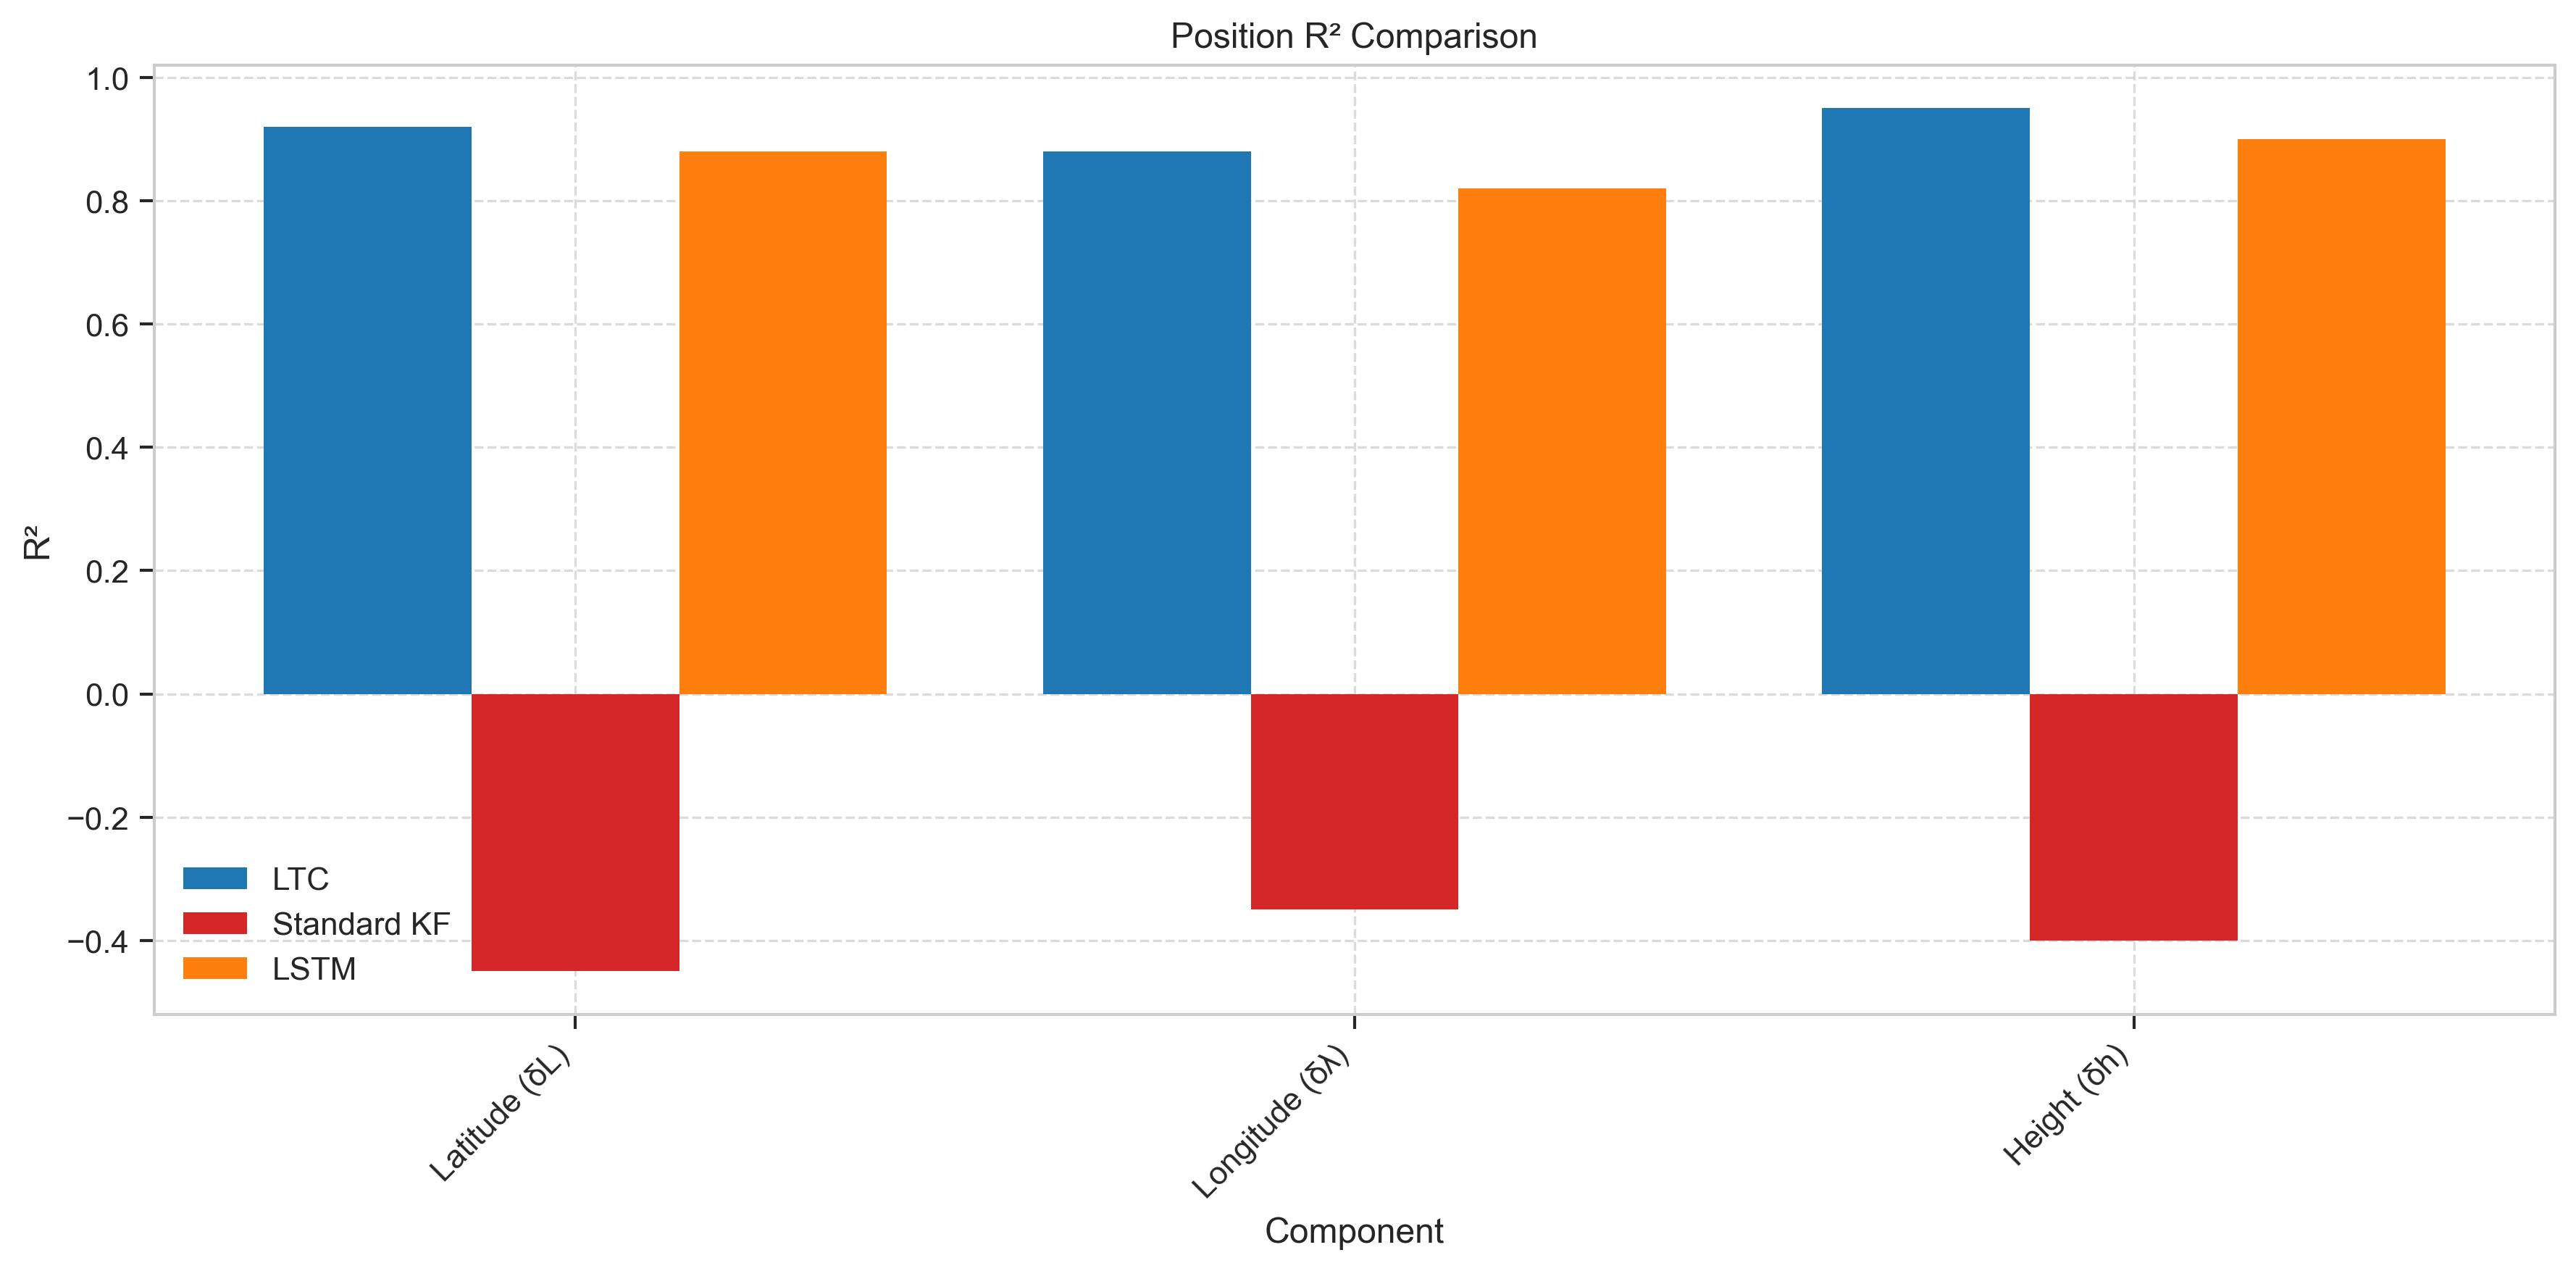 Position R² Comparison
1.0
0.8
0.6
0.4
0.2
0.0
−0.2
−0.4
R²
LTC
Standard KF
LSTM
Latitude (δL)
Longitude (δλ)
Height (δh)
Component